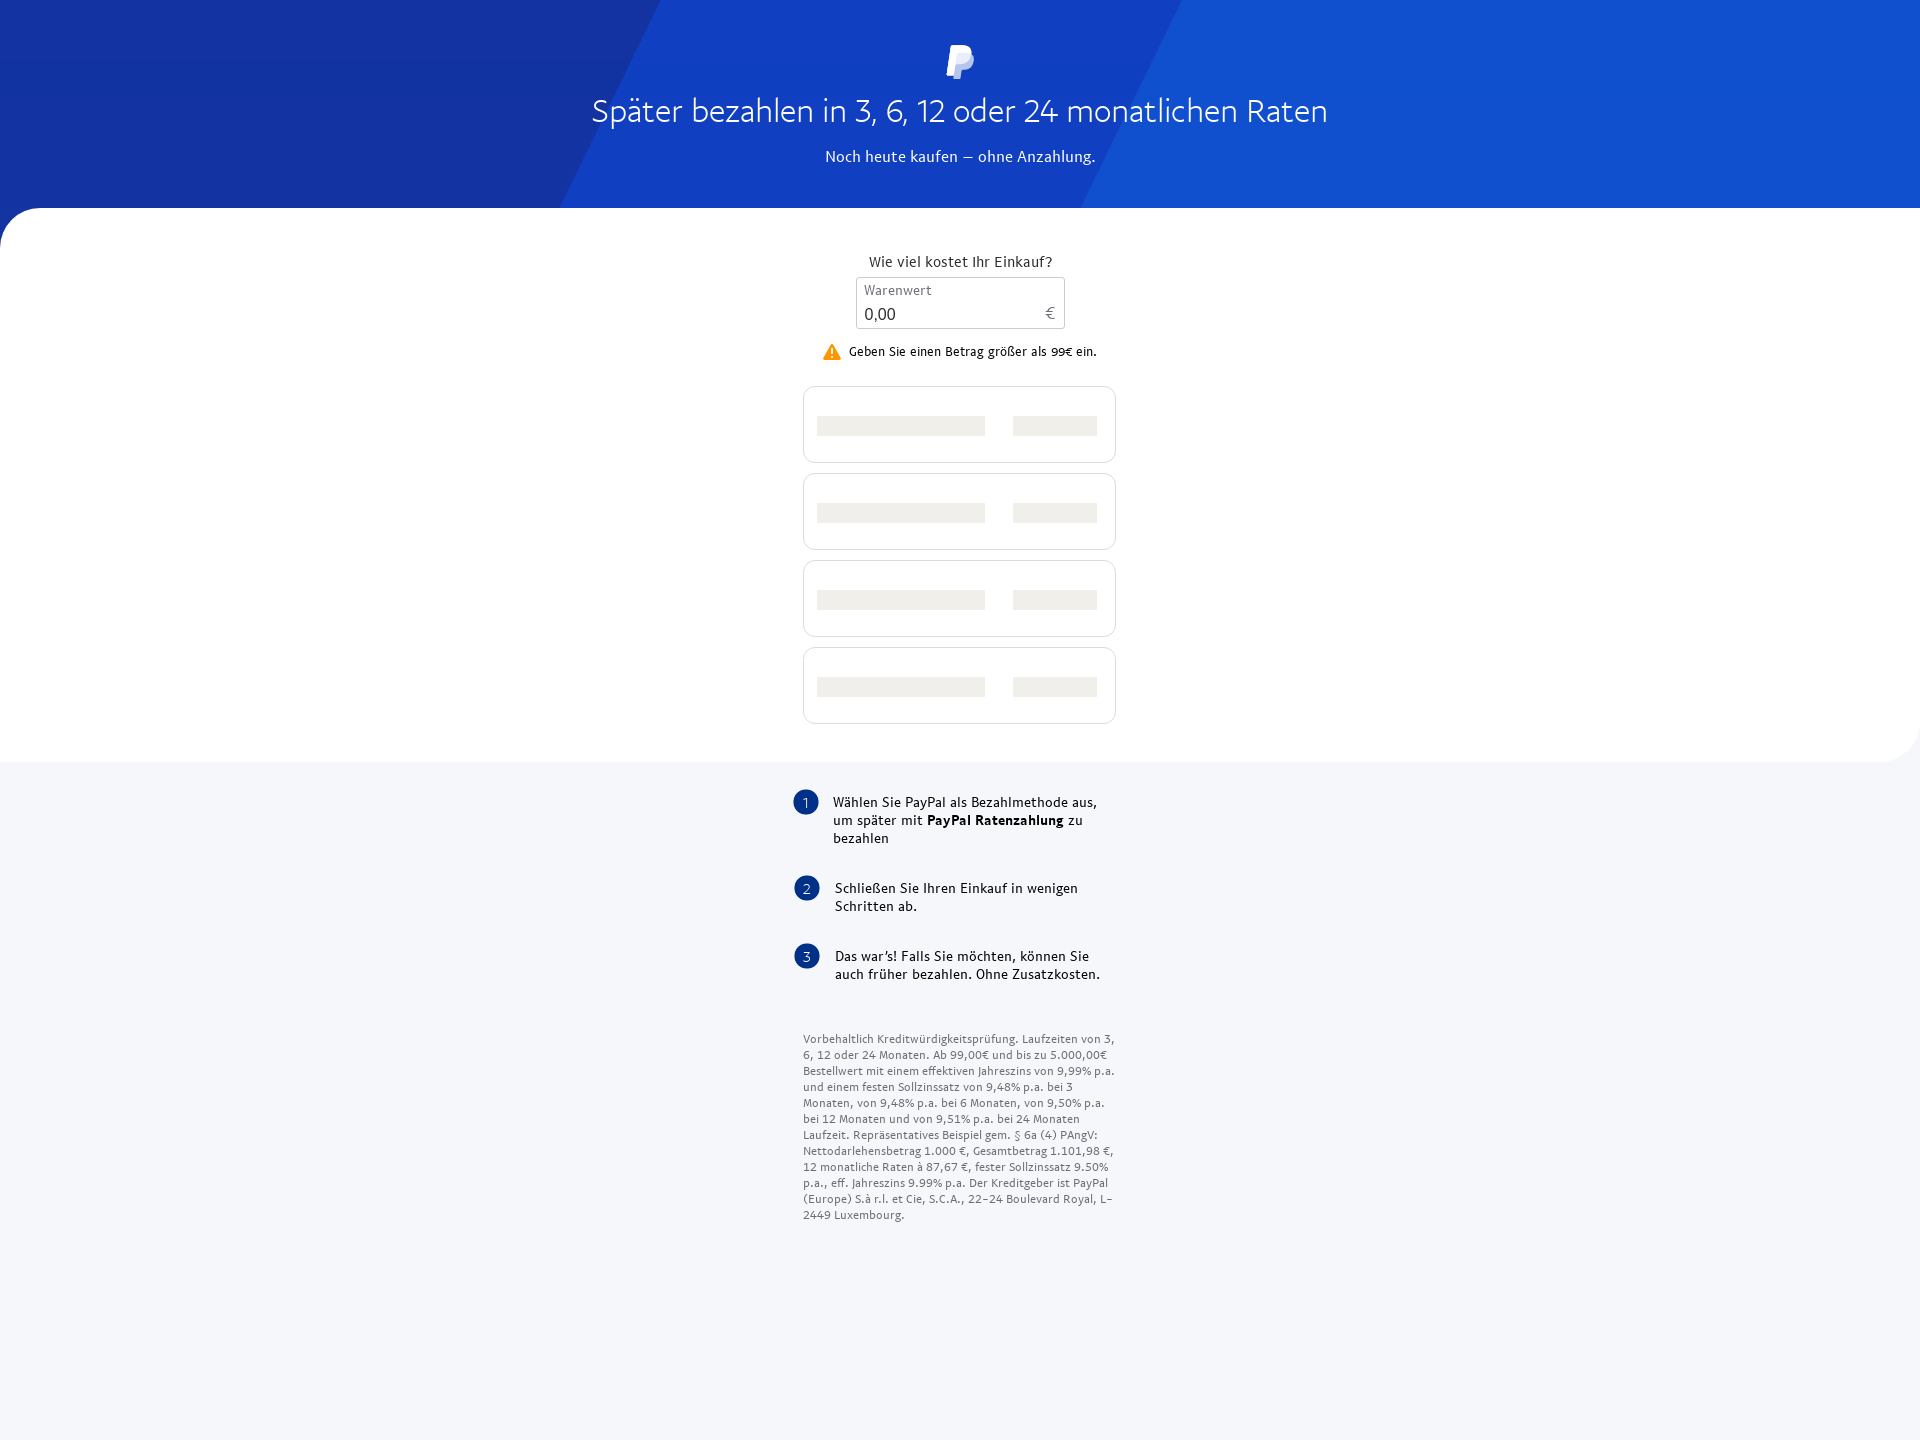 Später bezahlen in 3, 6, 12 oder 24 monatlichen Raten
Noch heute kaufen – ohne Anzahlung.
Wie viel kostet Ihr Einkauf?
Warenwert
0,00 €
Geben Sie einen Betrag größer als 99€ ein.
1 Wählen Sie PayPal als Bezahlmethode aus,
um später mit PayPal Ratenzahlung zu
bezahlen
2 Schließen Sie Ihren Einkauf in wenigen
Schritten ab.
3 Das war’s! Falls Sie möchten, können Sie
auch früher bezahlen. Ohne Zusatzkosten.
Vorbehaltlich Kreditwürdigkeitsprüfung. Laufzeiten von 3,
6, 12 oder 24 Monaten. Ab 99,00€ und bis zu 5.000,00€
Bestellwert mit einem effektiven Jahreszins von 9,99% p.a.
und einem festen Sollzinssatz von 9,48% p.a. bei 3
Monaten, von 9,48% p.a. bei 6 Monaten, von 9,50% p.a.
bei 12 Monaten und von 9,51% p.a. bei 24 Monaten
Laufzeit. Repräsentatives Beispiel gem. § 6a (4) PAngV:
Nettodarlehensbetrag 1.000 €, Gesamtbetrag 1.101,98 €,
12 monatliche Raten à 87,67 €, fester Sollzinssatz 9.50%
p.a., eff. Jahreszins 9.99% p.a. Der Kreditgeber ist PayPal
(Europe) S.à r.l. et Cie, S.C.A., 22-24 Boulevard Royal, L-
2449 Luxembourg.